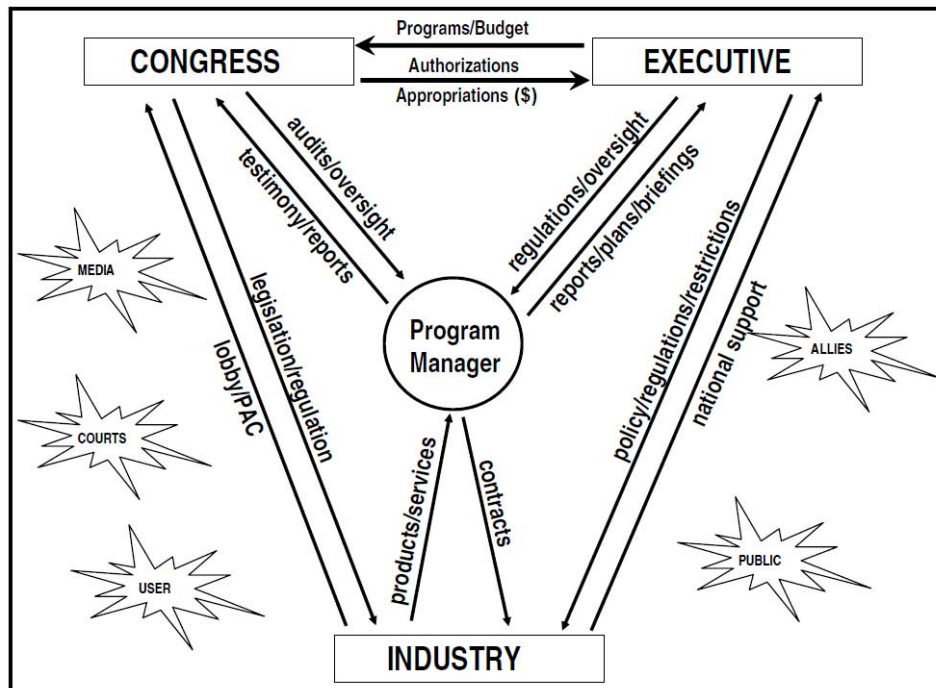 Programs/Budget
CONGRESS
EXECUTIVE
Authorizations
Appropriations ($)
audits/oversight
testimony/reports
regulations/oversight
reports/plans/briefings
MEDIA
legislation/regulation
lobby/PAC
Program
Manager
policy/regulations/restrictions
national support
ALLIES
COURTS
products/services
contracts
USER
PUBLIC
INDUSTRY